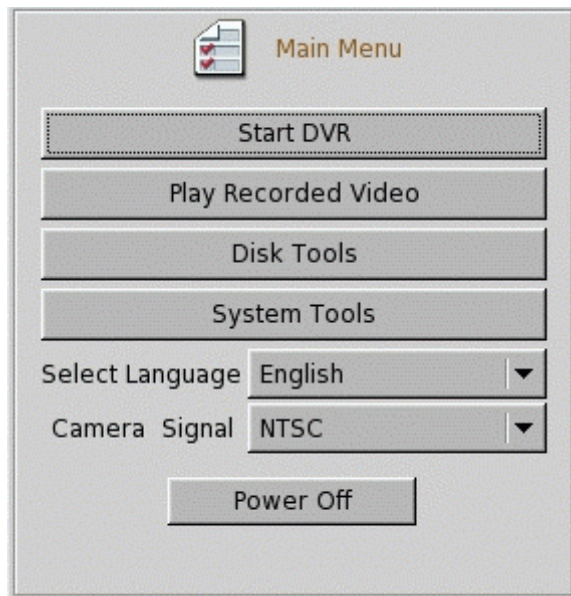 Main Menu
Start DVR
Play Recorded Video
Disk Tools
System Tools
Select Language English
Camera Signal NTSC
Power Off